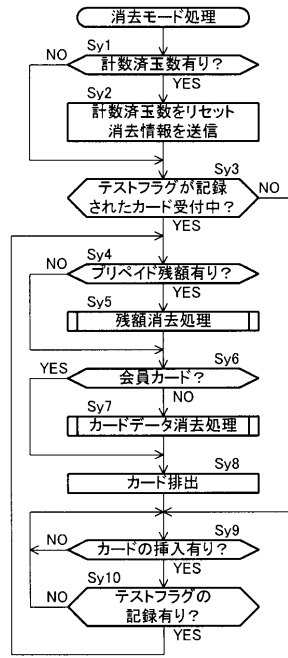 消去モード処理
Sy1
NO
計数済玉数有り?
YES
Sy2
計数済玉数をリセット
消去情報を送信
Sy3
テストフラグが記録
されたカード受付中?
NO
YES
Sy4
NO
プリペイド残額有り?
YES
Sy5
残額消去処理
Sy6
YES
会員カード?
NO
Sy7
カードデータ消去処理
Sy8
カード排出
Sy9
NO
カードの挿入有り?
YES
Sy10
NO
テストフラグの
記録有り?
YES